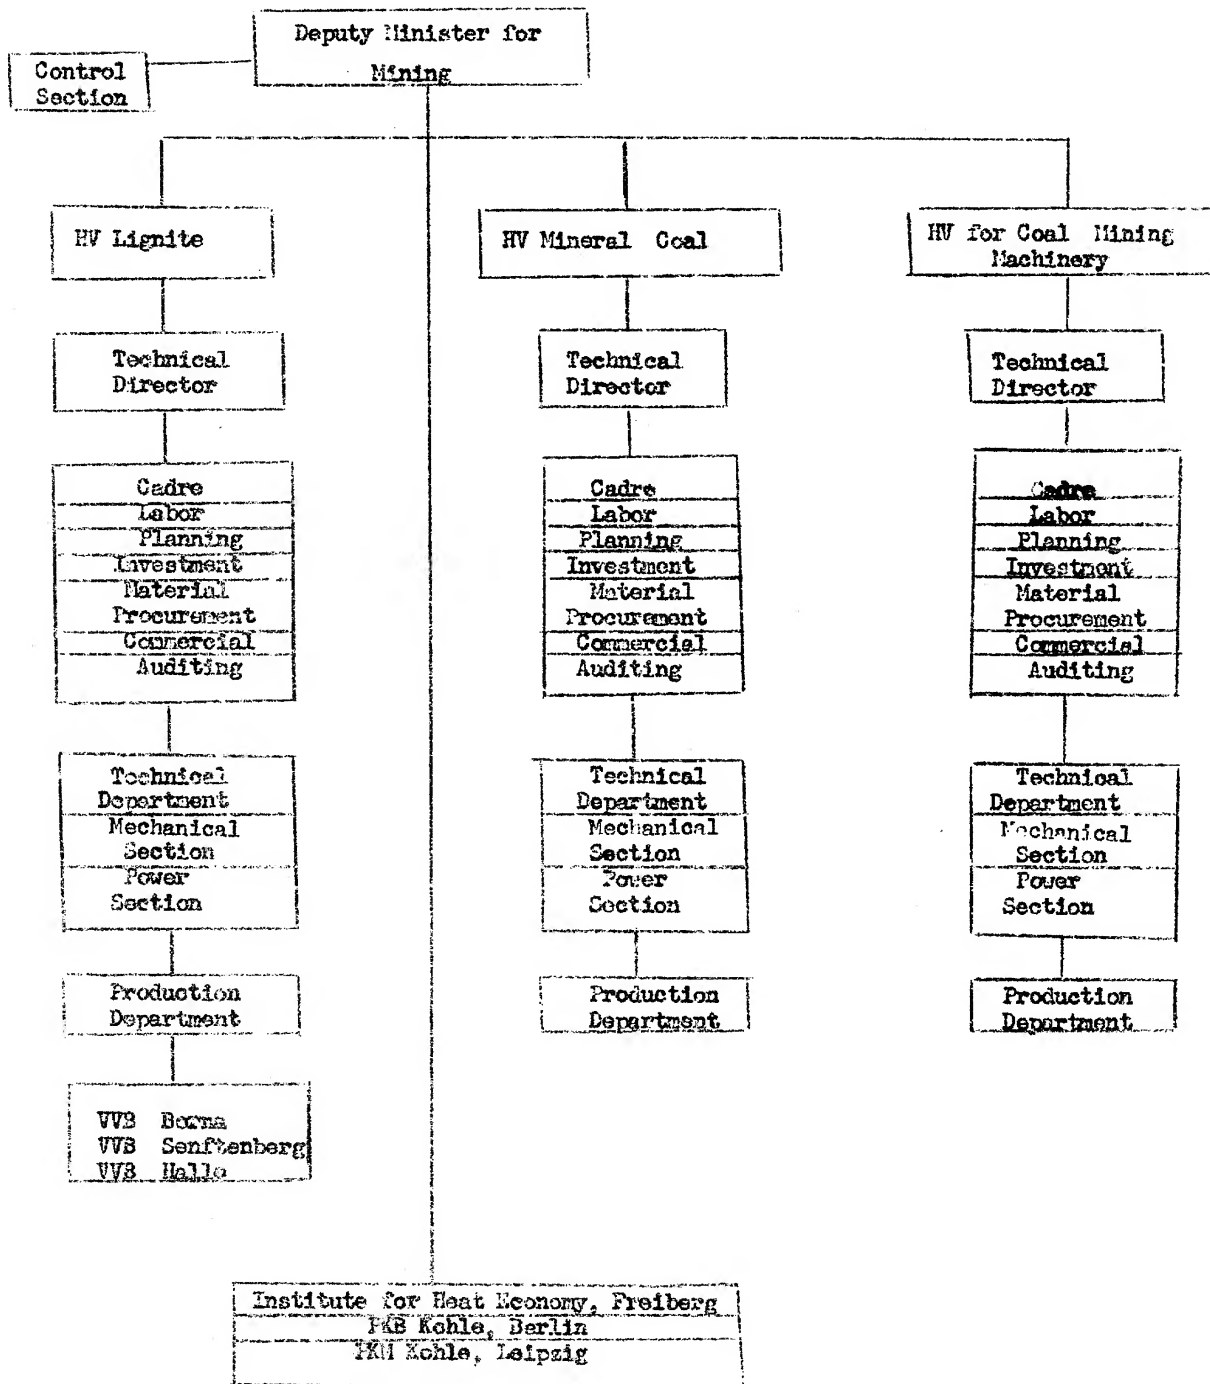 Deputy Minister for
Mining
Control
Section
HV Lignite
Technical
Director
Cadre
Labor
Planning
Investment
Material
Procurement
Commercial
Auditing
Technical
Department
Mechanical
Section
Power
Section
Production
Department
VVB Borna
VVB Senftenberg
VVB Halle
HV Mineral Coal
Technical
Director
Cadre
Labor
Planning
Investment
Material
Procurement
Commercial
Auditing
Technical
Department
Mechanical
Section
Power
Section
Production
Department
HV for Coal Mining
Machinery
Technical
Director
Cadre
Labor
Planning
Investment
Material
Procurement
Commercial
Auditing
Technical
Department
Mechanical
Section
Power
Section
Production
Department
Institute for Heat Economy, Freiberg
PKB Kohle, Berlin
PKM Kohle, Leipzig